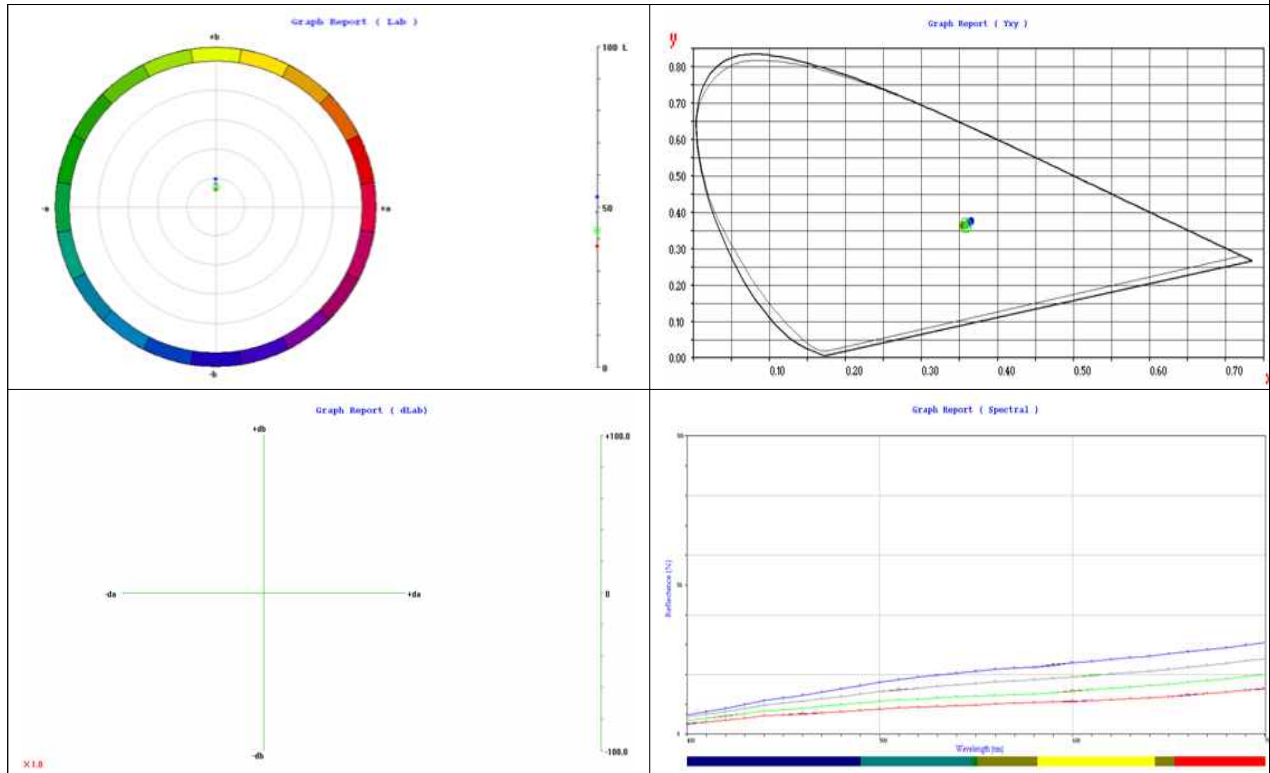 Graph Report ( Lab )
+b
100 L
-a
+a
50
-b
0
Graph Report ( Yxy )
y
0.80
0.70
0.60
0.50
0.40
0.30
0.20
0.10
0.00
0.10 0.20 0.30 0.40 0.50 0.60 0.70
x
Graph Report ( dLab)
+db
+100.0
-da
+da
0
-db
-100.0
X1.0
Graph Report ( Spectral )
Reflectance (%)
0
Wavelength (nm)